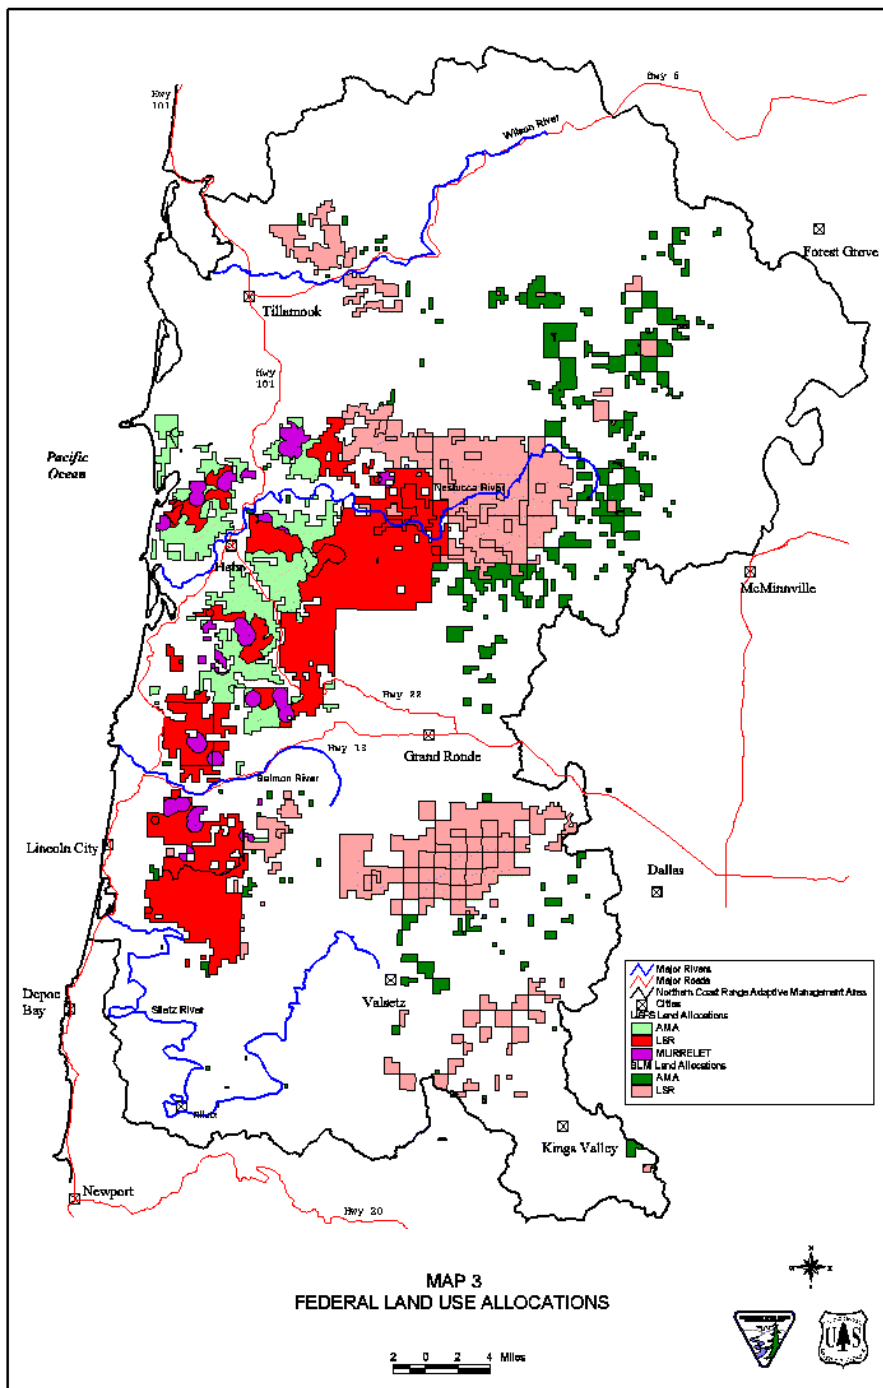 Hwy 6
Hwy
101
Wilson River
Forest Grove
Tillamook
Hwy
101
Pacific
Ocean
Nestucca River
Hebo
McMinnville
Hwy 22
Grand Ronde
Hwy 18
Salmon River
Lincoln City
Dallas
Depoe
Bay
Valsetz
Siletz River
Major Rivers
Major Roads
Northern Coast Range Adaptive Management Area
Cities
USFS Land Allocations
AMA
LSR
MURRELET
BLM Land Allocations
AMA
LSR
Siletz
Kings Valley
Newport
Hwy 20
MAP 3
FEDERAL LAND USE ALLOCATIONS
2 0 2 4 Miles
U S